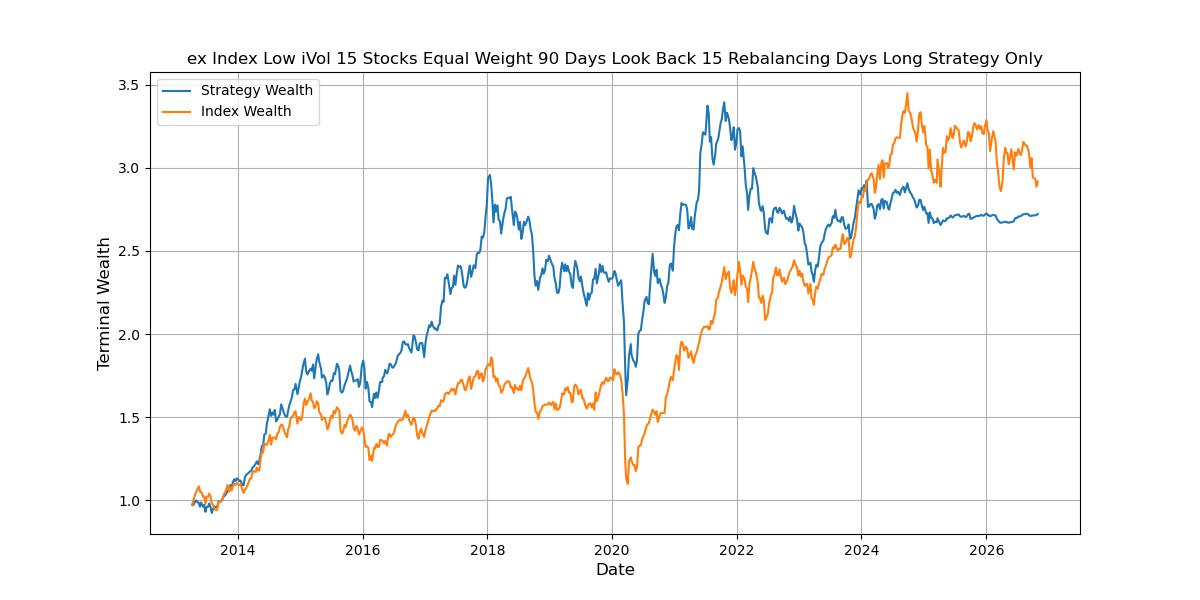 ex Index Low iVol 15 Stocks Equal Weight 90 Days Look Back 15 Rebalancing Days Long Strategy Only
Strategy Wealth
Index Wealth
Terminal Wealth
3.5
3.0
2.5
2.0
1.5
1.0
2014 2016 2018 2020 2022 2024 2026
Date